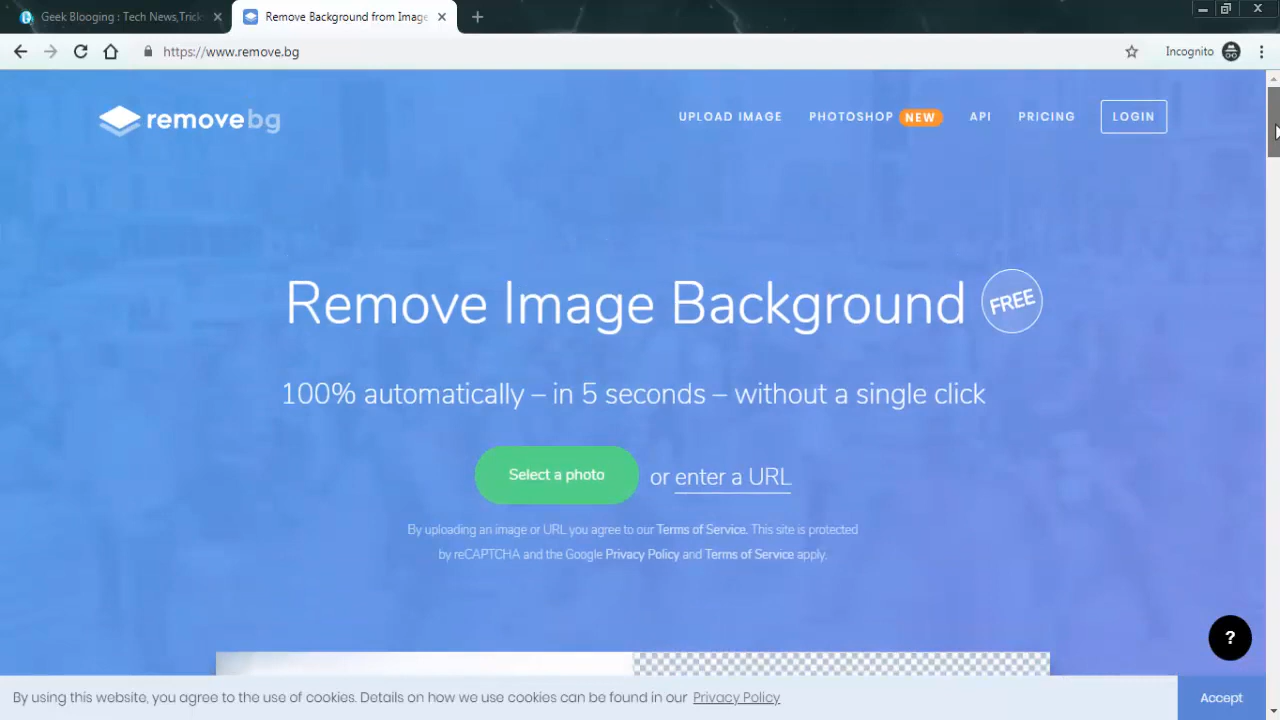 Geek Blooging : Tech News,Trick
Remove Background from Image
https://www.remove.bg
Incognito
removebg
UPLOAD IMAGE PHOTOSHOP NEW API PRICING LOGIN
Remove Image Background FREE
100% automatically – in 5 seconds – without a single click
Select a photo or enter a URL
By uploading an image or URL you agree to our Terms of Service. This site is protected
by reCAPTCHA and the Google Privacy Policy and Terms of Service apply.
?
By using this website, you agree to the use of cookies. Details on how we use cookies can be found in our Privacy Policy
Accept